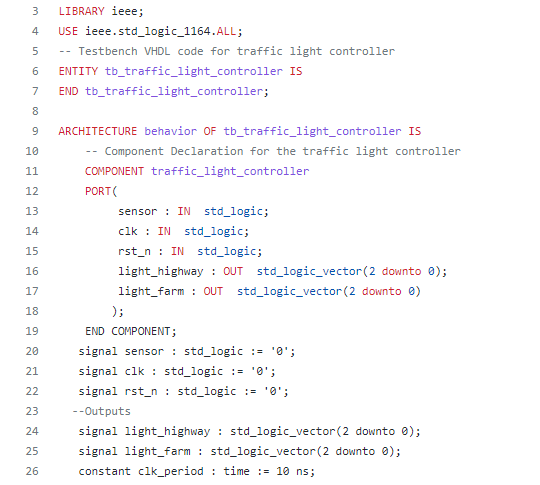 3 LIBRARY ieee;
4 USE ieee.std_logic_1164.ALL;
5 -- Testbench VHDL code for traffic light controller
6 ENTITY tb_traffic_light_controller IS
7 END tb_traffic_light_controller;
8
9 ARCHITECTURE behavior OF tb_traffic_light_controller IS
10     -- Component Declaration for the traffic light controller
11     COMPONENT traffic_light_controller
12     PORT(
13          sensor : IN  std_logic;
14          clk : IN  std_logic;
15          rst_n : IN  std_logic;
16          light_highway : OUT  std_logic_vector(2 downto 0);
17          light_farm : OUT  std_logic_vector(2 downto 0)
18         );
19     END COMPONENT;
20    signal sensor : std_logic := '0';
21    signal clk : std_logic := '0';
22    signal rst_n : std_logic := '0';
23   --Outputs
24    signal light_highway : std_logic_vector(2 downto 0);
25    signal light_farm : std_logic_vector(2 downto 0);
26    constant clk_period : time := 10 ns;